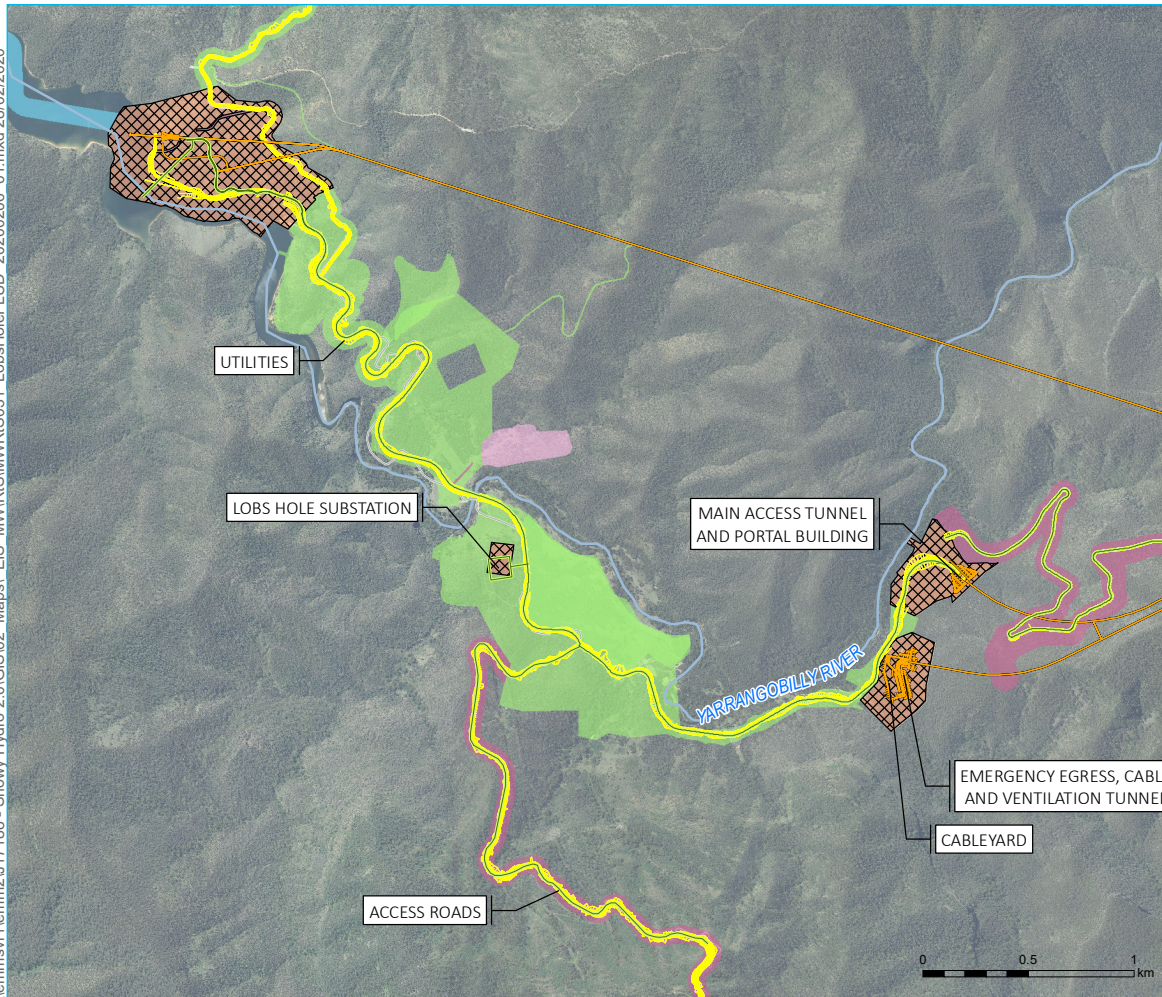 UTILITIES
LOBS HOLE SUBSTATION
MAIN ACCESS TUNNEL
AND PORTAL BUILDING
YARRANGOBILLY RIVER
EMERGENCY EGRESS, CABL
AND VENTILATION TUNNEL
CABLEYARD
ACCESS ROADS
0 0.5 1
km